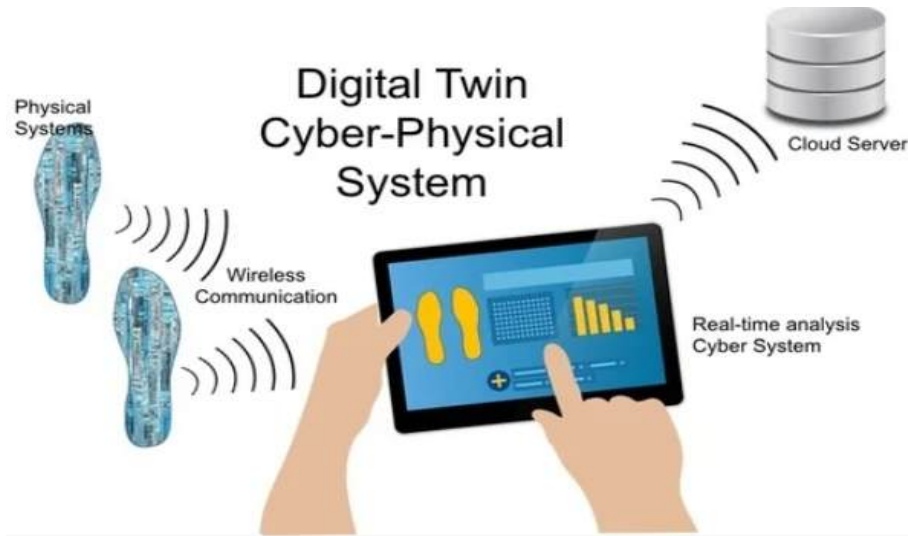 Digital Twin
Cyber-Physical
System
Physical
Systems
Wireless
Communication
Cloud Server
Real-time analysis
Cyber System